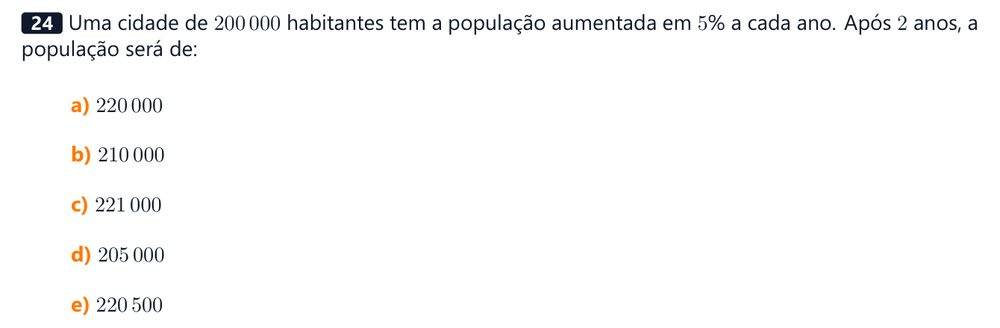 24 Uma cidade de 200 000 habitantes tem a população aumentada em 5% a cada ano. Após 2 anos, a
população será de:
a) 220 000
b) 210 000
c) 221 000
d) 205 000
e) 220 500